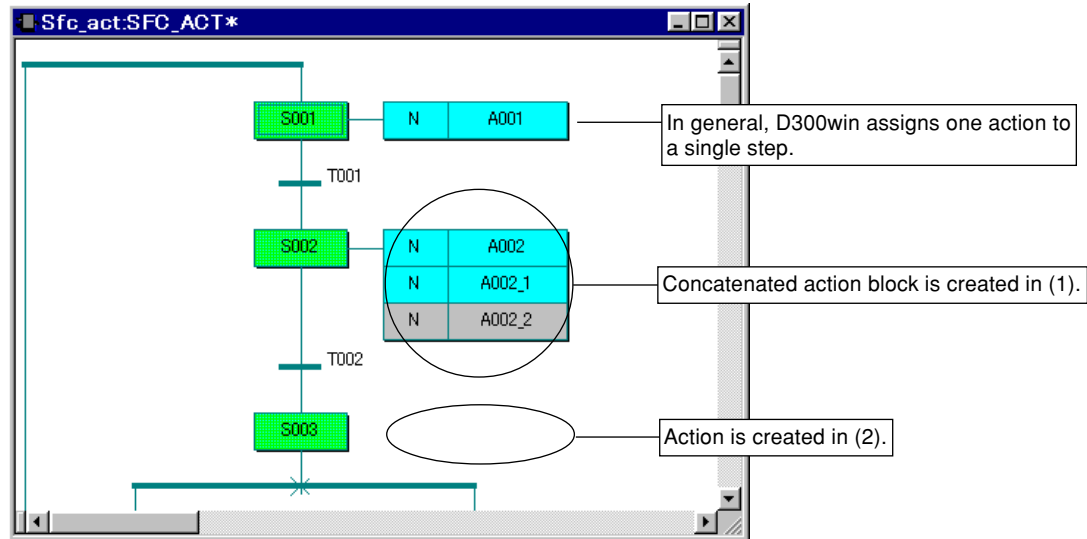 Sfc_act:SFC_ACT*
S001 N A001
In general, D300win assigns one action to
a single step.
T001
S002 N A002
N A002_1
Concatenated action block is created in (1).
N A002_2
T002
S003
Action is created in (2).